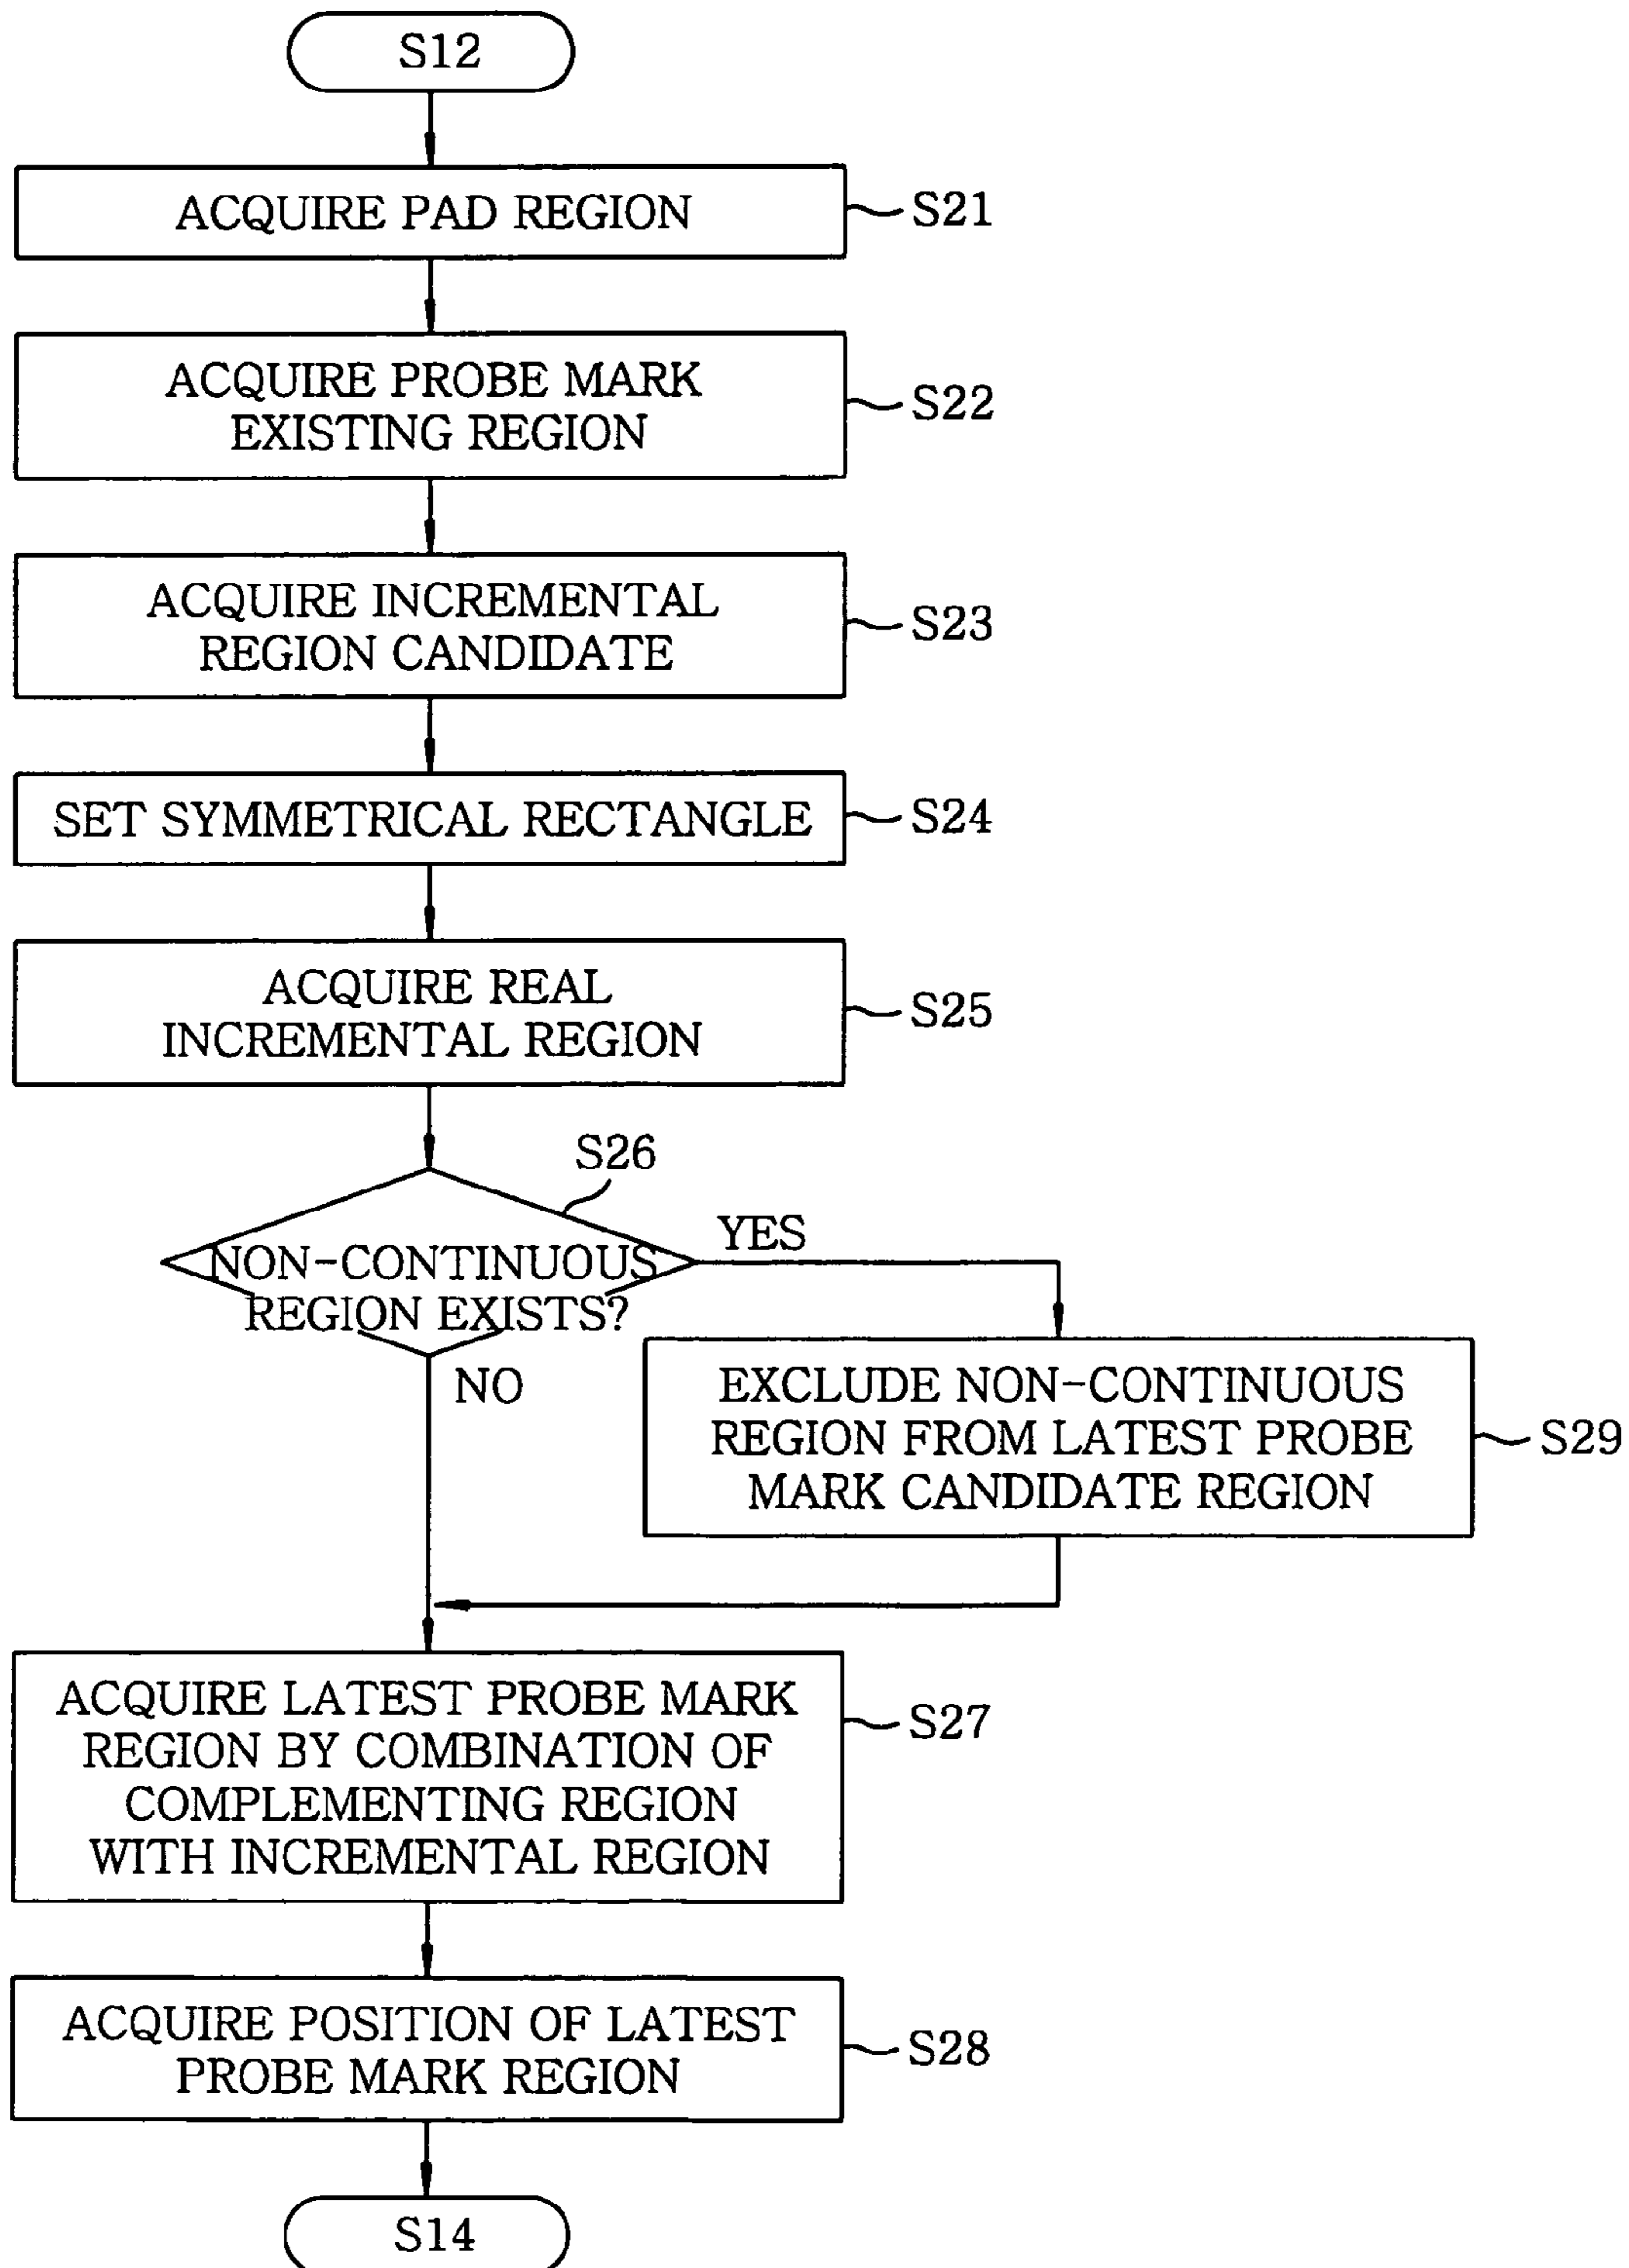 S12
ACQUIRE PAD REGION
S21
ACQUIRE PROBE MARK
EXISTING REGION
S22
ACQUIRE INCREMENTAL
REGION CANDIDATE
S23
SET SYMMETRICAL RECTANGLE
S24
ACQUIRE REAL
INCREMENTAL REGION
S25
S26
NON-CONTINUOUS
REGION EXISTS?
YES
NO
EXCLUDE NON-CONTINUOUS
REGION FROM LATEST PROBE
MARK CANDIDATE REGION
S29
ACQUIRE LATEST PROBE MARK
REGION BY COMBINATION OF
COMPLEMENTING REGION
WITH INCREMENTAL REGION
S27
ACQUIRE POSITION OF LATEST
PROBE MARK REGION
S28
S14